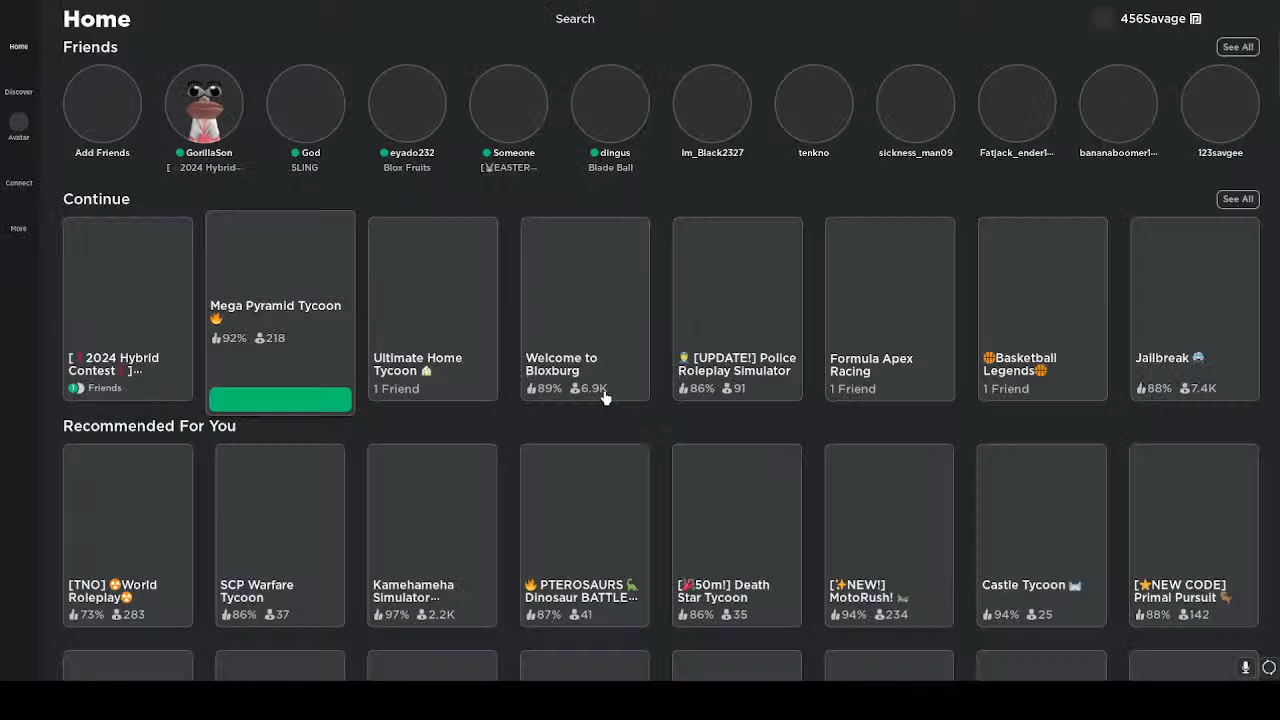 Home
Search
456Savage
Home
Discover
Avatar
Connect
More
Friends
See All
Add Friends
GorillaSon
[❗2024 Hybrid...
God
SLING
eyado232
Blox Fruits
Someone
[🐰EASTER...
dingus
Blade Ball
Im_Black2327
tenkno
sickness_man09
Fatjack_ender1...
bananaboomer1...
123savgee
Continue
See All
[❗2024 Hybrid
Contest❗]...
Friends
Mega Pyramid Tycoon
🔥
92% 218
Ultimate Home
Tycoon 🏠
1 Friend
Welcome to
Bloxburg
89% 6.9K
👮 [UPDATE!] Police
Roleplay Simulator
86% 91
Formula Apex
Racing
1 Friend
🏀Basketball
Legends🏀
1 Friend
Jailbreak 🚔
88% 7.4K
Recommended For You
[TNO] ☢️World
Roleplay☢️
73% 283
SCP Warfare
Tycoon
86% 37
Kamehameha
Simulator...
97% 2.2K
🔥 PTEROSAURS 🦕
Dinosaur BATTLE...
87% 41
[🎉50m!] Death
Star Tycoon
86% 35
[✨NEW!]
MotoRush! 🏍️
94% 234
Castle Tycoon 🏰
94% 25
[⭐NEW CODE]
Primal Pursuit 🦖
88% 142